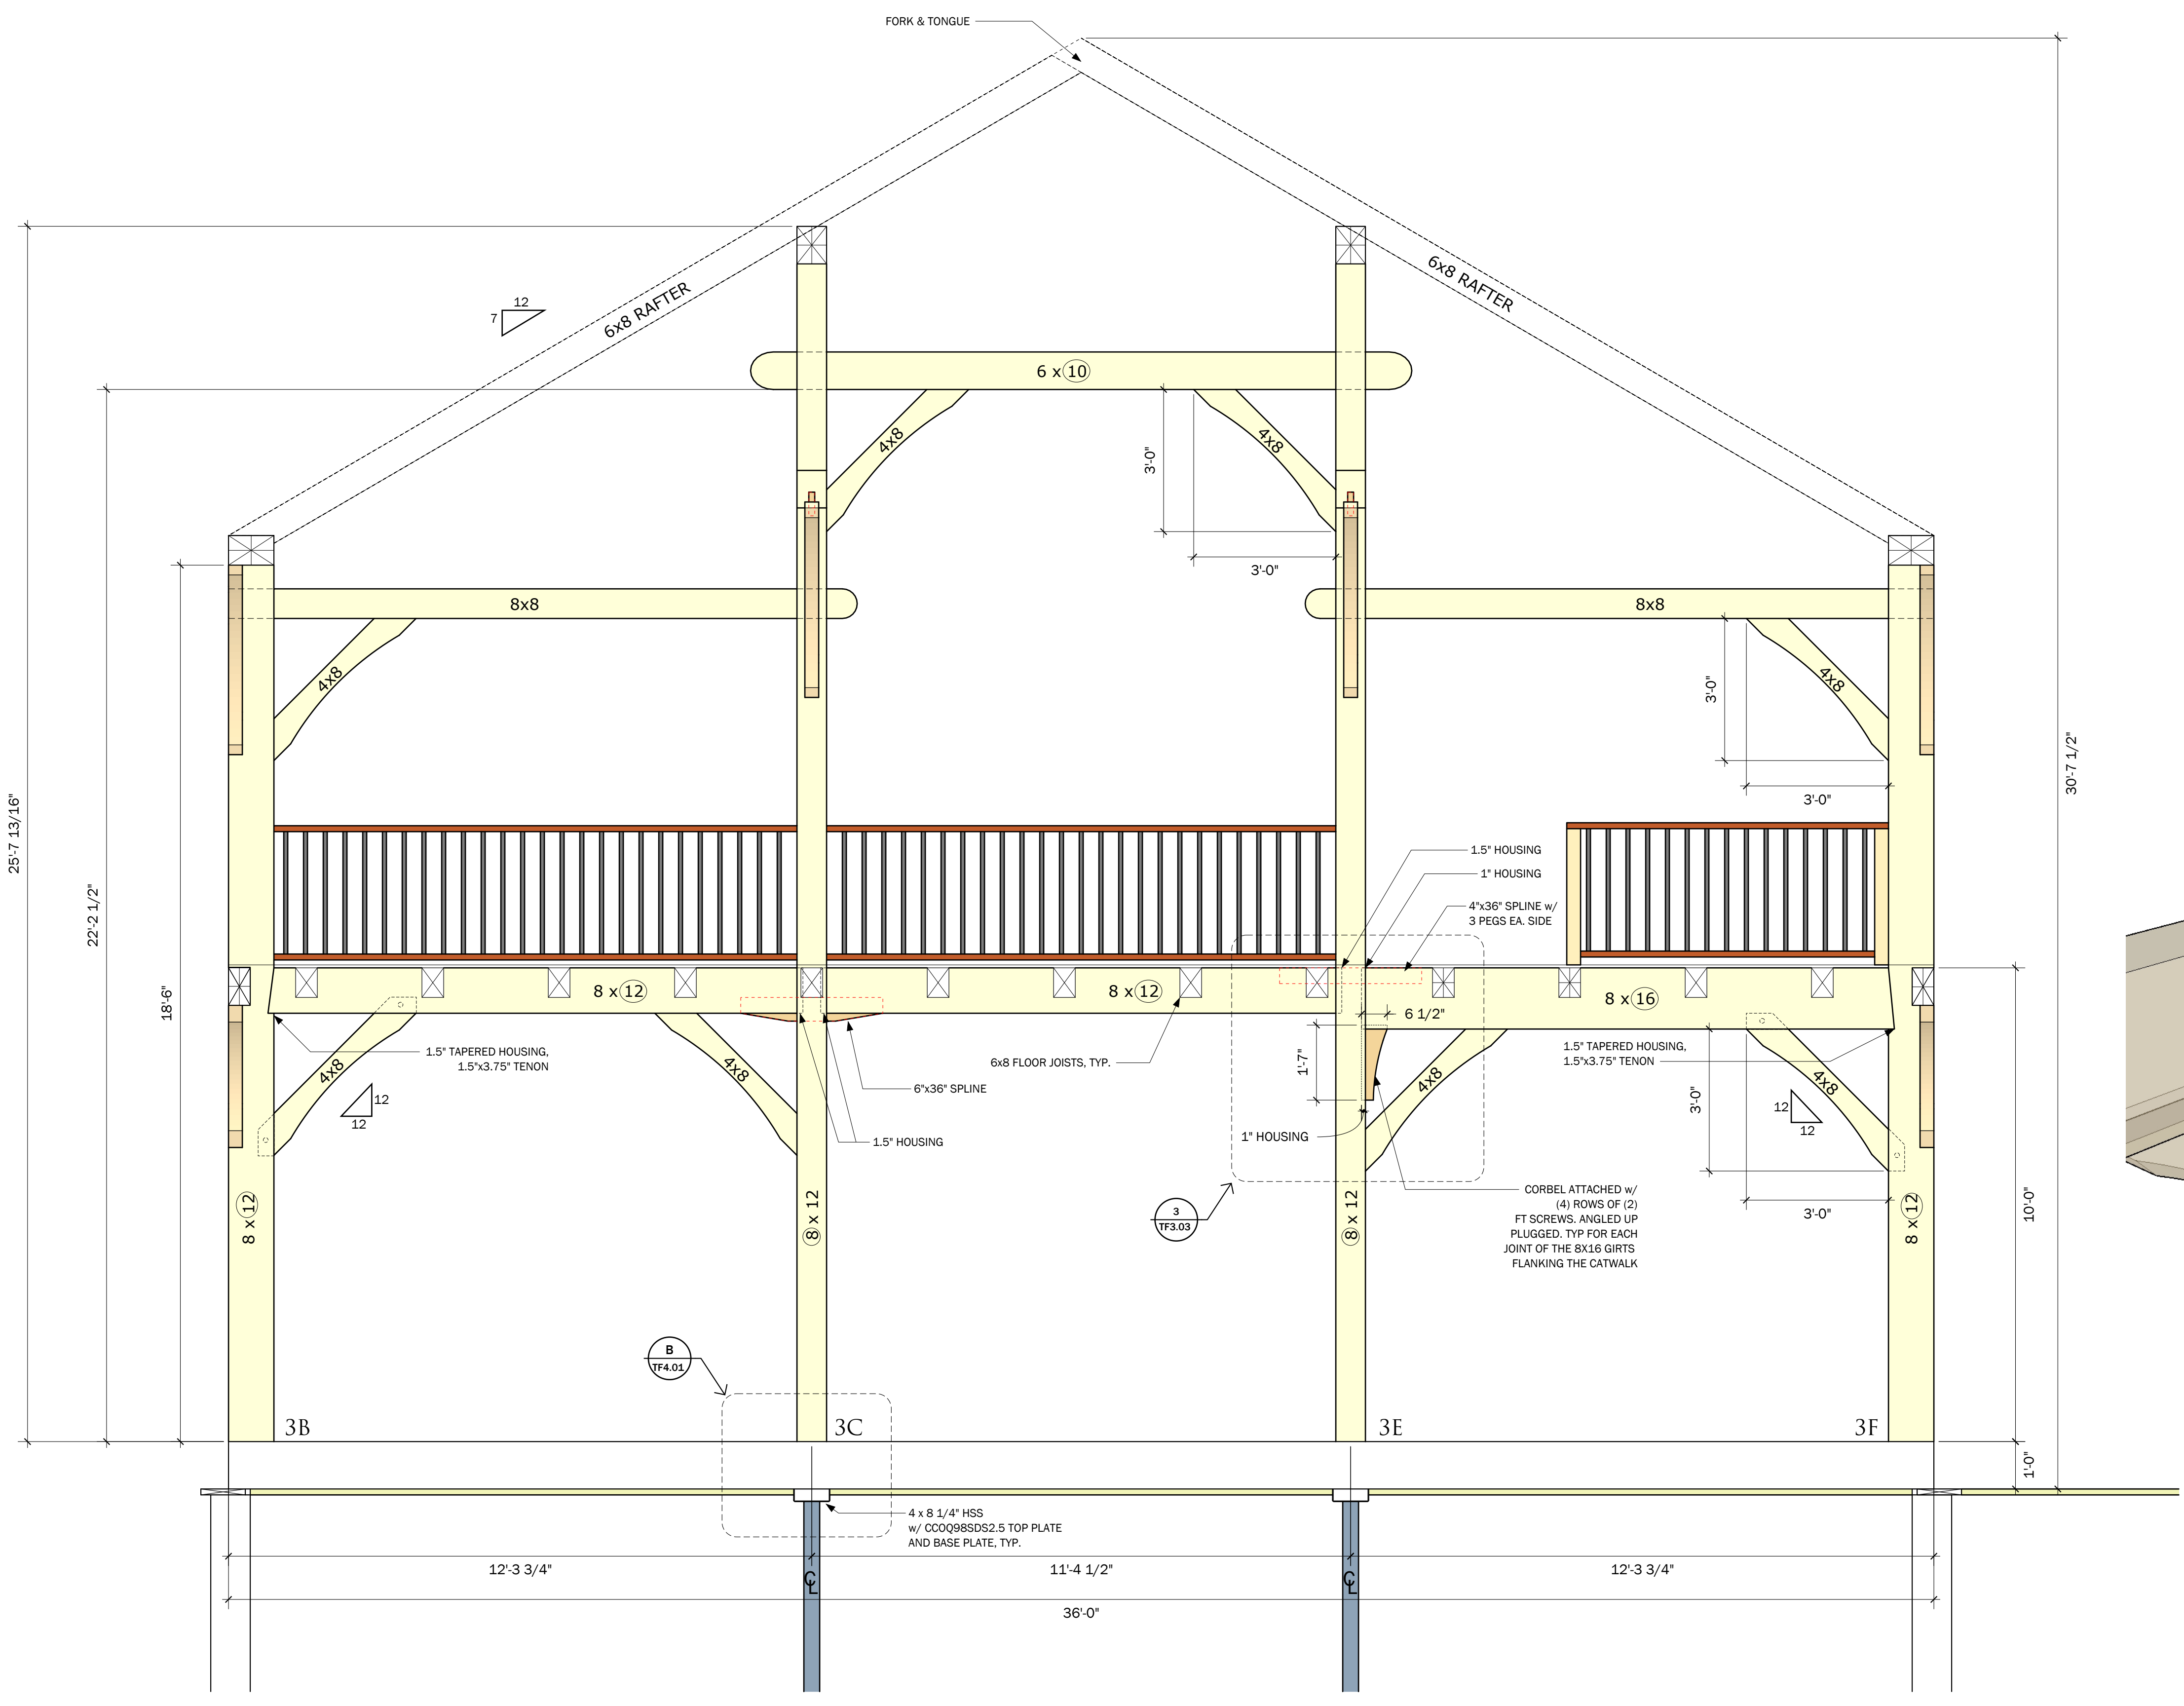 FORK & TONGUE
12
7
6x8 RAFTER
6x8 RAFTER
6 x 10
4x8
4x8
3'-0"
3'-0"
8x8
8x8
4x8
4x8
3'-0"
3'-0"
25'-7 13/16"
22'-2 1/2"
18'-6"
30'-7 1/2"
1.5" HOUSING
1" HOUSING
4"x36" SPLINE w/
3 PEGS EA. SIDE
8 x 12
8 x 12
8 x 16
6 1/2"
1.5" TAPERED HOUSING,
1.5"x3.75" TENON
4x8
12
12
4x8
6"x36" SPLINE
1.5" HOUSING
6x8 FLOOR JOISTS, TYP.
1'-7"
1" HOUSING
4x8
1.5" TAPERED HOUSING,
1.5"x3.75" TENON
4x8
12
12
3'-0"
3'-0"
CORBEL ATTACHED w/
(4) ROWS OF (2)
FT SCREWS. ANGLED UP
PLUGGED. TYP FOR EACH
JOINT OF THE 8X16 GIRTS
FLANKING THE CATWALK
3
TF3.03
8 x 12
8 x 12
8 x 12
8 x 12
10'-0"
B
TF4.01
3B
3C
3E
3F
1'-0"
4 x 8 1/4" HSS
w/ CCOQ98SDS2.5 TOP PLATE
AND BASE PLATE, TYP.
12'-3 3/4"
CL
11'-4 1/2"
CL
12'-3 3/4"
36'-0"